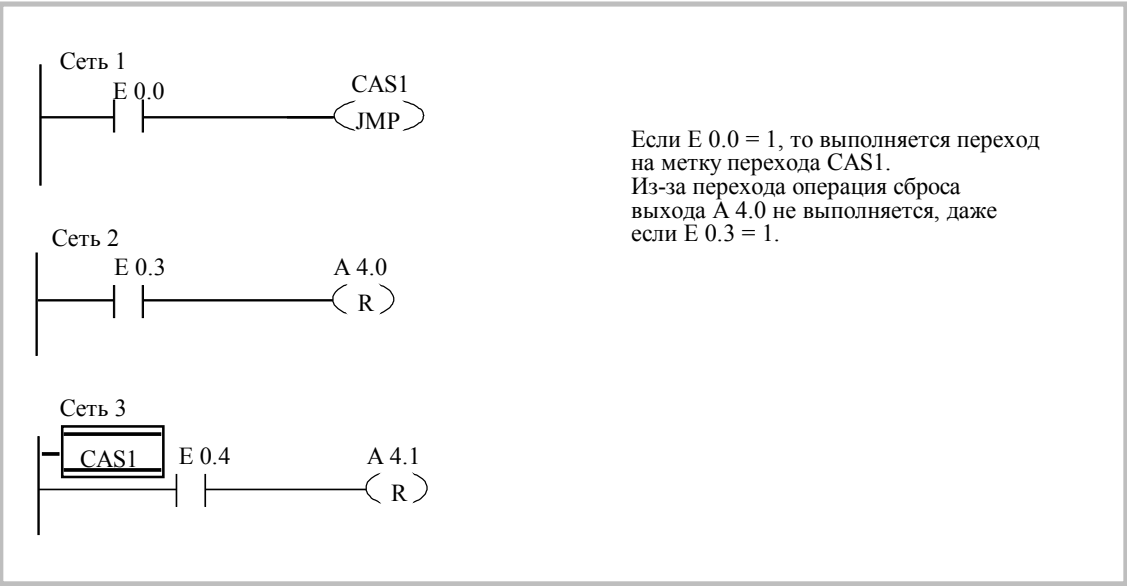 Сеть 1
E 0.0
CAS1
JMP
Если E 0.0 = 1, то выполняется переход
на метку перехода CAS1.
Из-за перехода операция сброса
выхода A 4.0 не выполняется, даже
если E 0.3 = 1.
Сеть 2
E 0.3
A 4.0
R
Сеть 3
CAS1
E 0.4
A 4.1
R